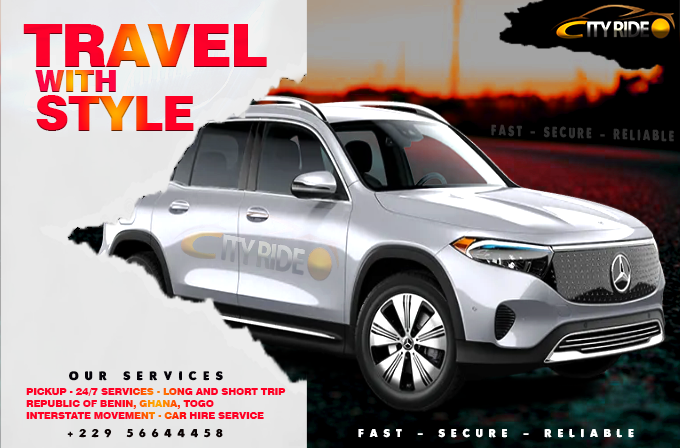 TRAVEL
WITH
STYLE
CITY RIDE
FAST - SECURE - RELIABLE
CITY RIDE
OUR SERVICES
PICKUP - 24/7 SERVICES - LONG AND SHORT TRIP
REPUBLIC OF BENIN, GHANA, TOGO
INTERSTATE MOVEMENT - CAR HIRE SERVICE
+229 56644458
FAST - SECURE - RELIABLE